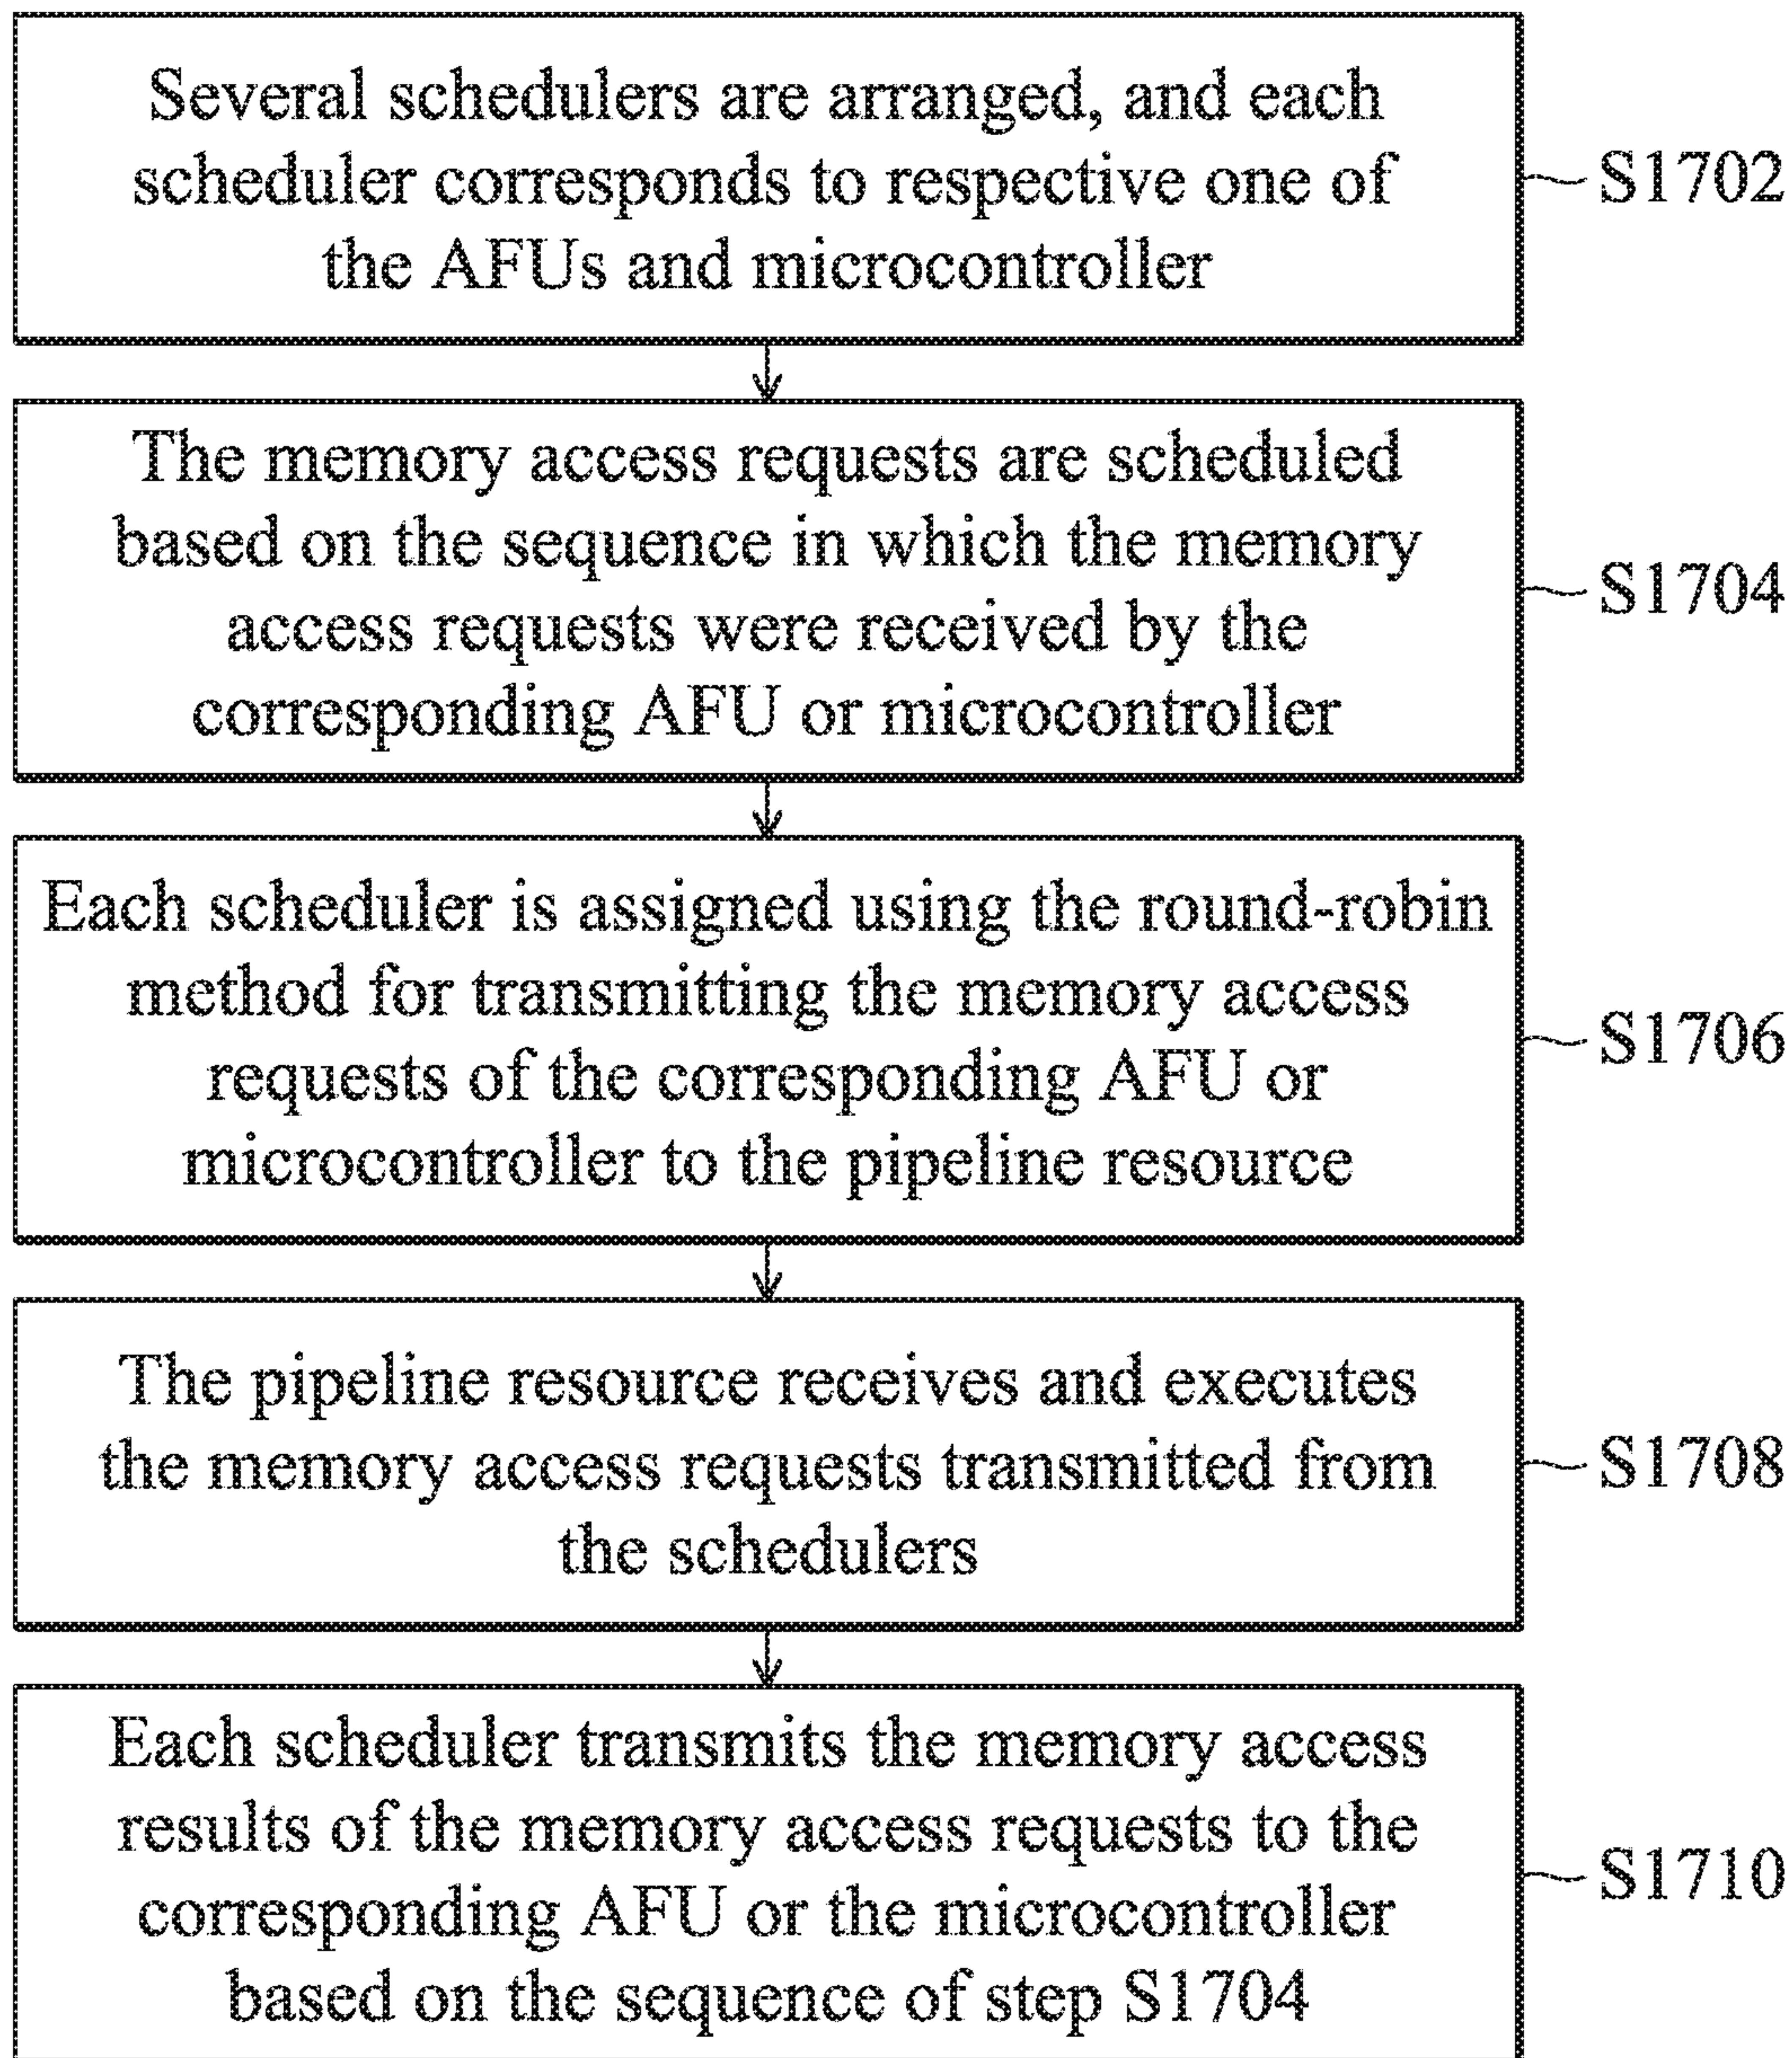 Several schedulers are arranged, and each
scheduler corresponds to respective one of
the AFUs and microcontroller
S1702
The memory access requests are scheduled
based on the sequence in which the memory
access requests were received by the
corresponding AFU or microcontroller
S1704
Each scheduler is assigned using the round-robin
method for transmitting the memory access
requests of the corresponding AFU or
microcontroller to the pipeline resource
S1706
The pipeline resource receives and executes
the memory access requests transmitted from
the schedulers
S1708
Each scheduler transmits the memory access
results of the memory access requests to the
corresponding AFU or the microcontroller
based on the sequence of step S1704
S1710